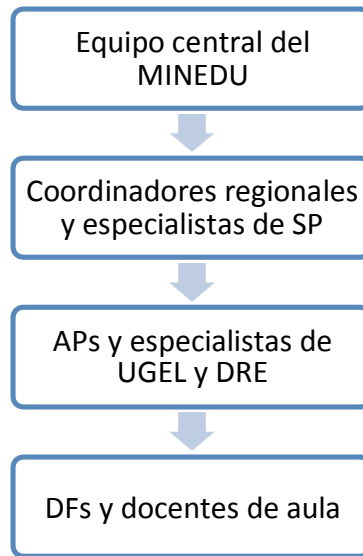 Equipo central del
MINEDU
Coordinadores regionales
y especialistas de SP
APs y especialistas de
UGEL y DRE
DFs y docentes de aula